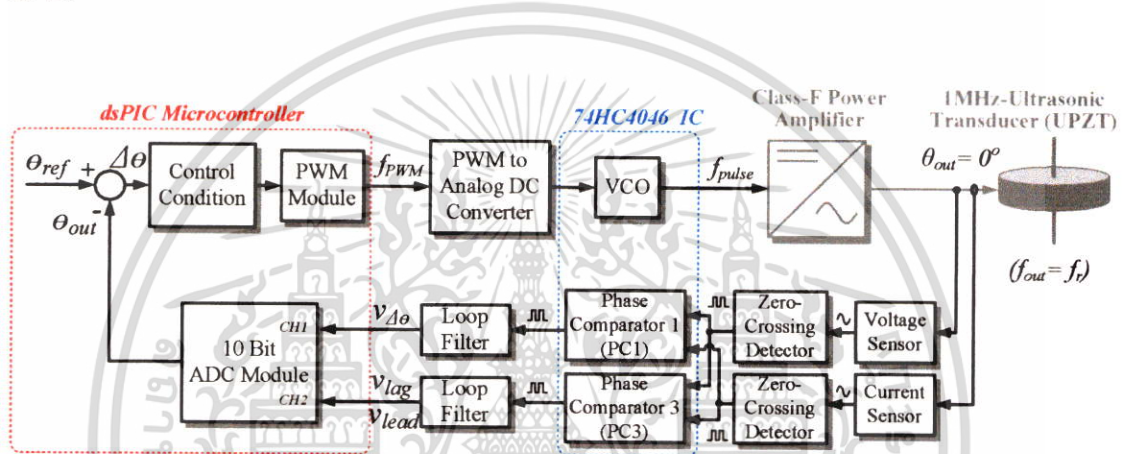 dsPIC Microcontroller
74HC4046 IC
Class-F Power
Amplifier
1MHz-Ultrasonic
Transducer (UPZT)
θref
+
Δθ
Control
Condition
PWM
Module
fPWM
PWM to
Analog DC
Converter
VCO
fpulse
θout = 0°
-
θout
(fout = fr)
10 Bit
ADC Module
CH1
CH2
vΔθ
Loop
Filter
Phase
Comparator 1
(PC1)
Zero-
Crossing
Detector
Voltage
Sensor
vlag
vlead
Loop
Filter
Phase
Comparator 3
(PC3)
Zero-
Crossing
Detector
Current
Sensor